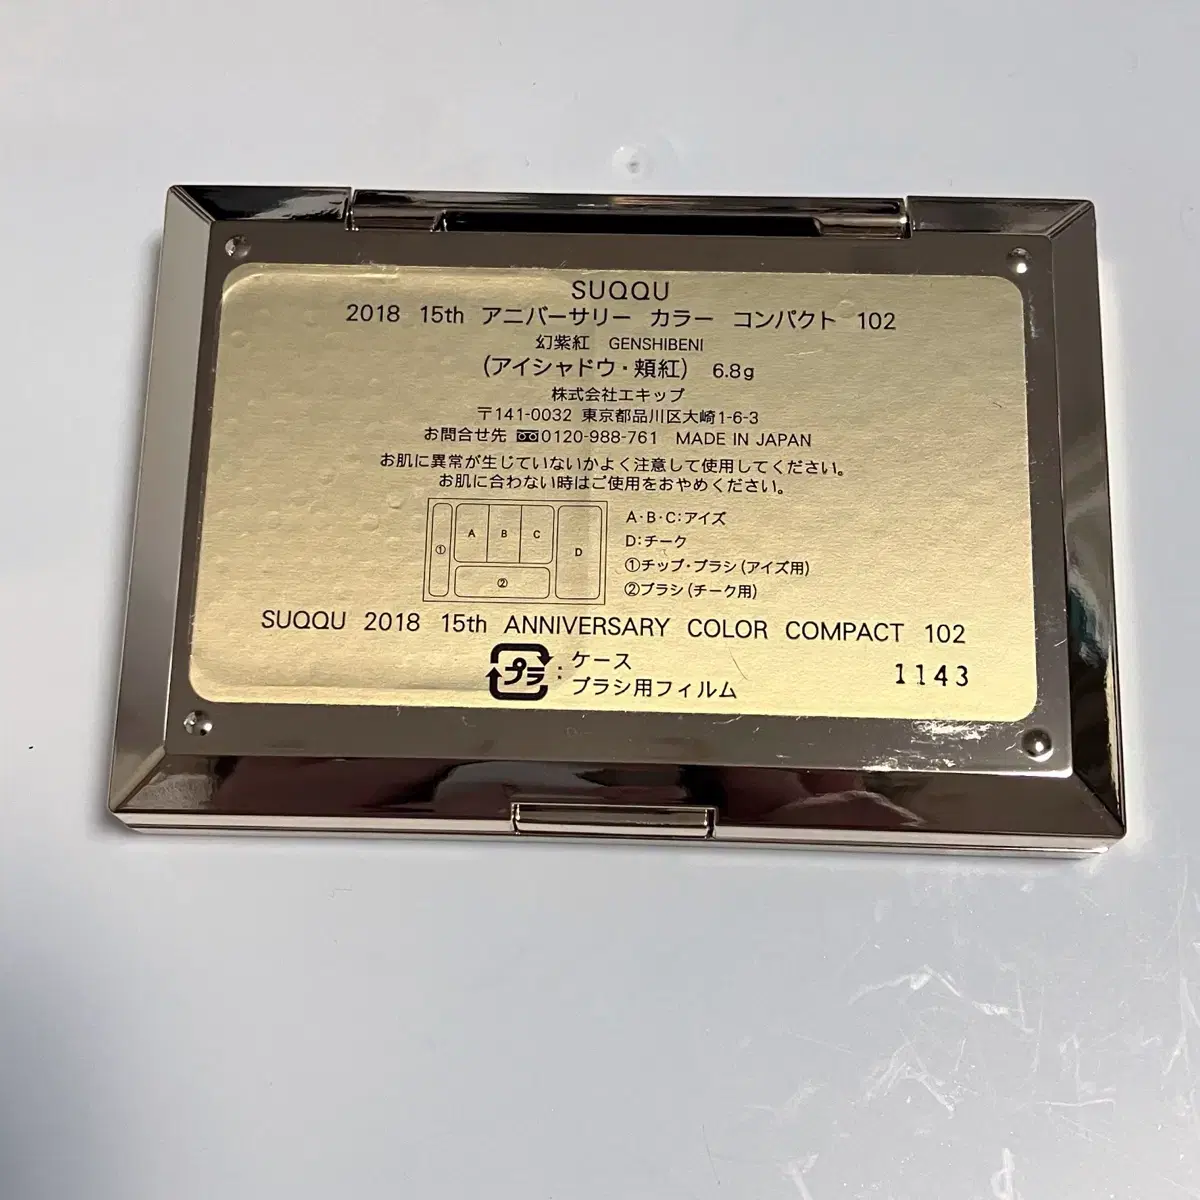 SUQQU
2018 15th アニバーサリー カラー コンパクト 102
幻紫紅 GENSHIBENI
(アイシャドウ・頬紅) 6.8g
株式会社エキップ
〒141-0032 東京都品川区大崎1-6-3
お問合せ先 0120-988-761 MADE IN JAPAN
お肌に異常が生じていないかよく注意して使用してください。
お肌に合わない時はご使用をおやめください。
① A B C D
②
A・B・C:アイズ
D:チーク
①チップ・ブラシ(アイズ用)
②ブラシ(チーク用)
SUQQU 2018 15th ANNIVERSARY COLOR COMPACT 102
プラ : ケース
ブラシ用フィルム
1143